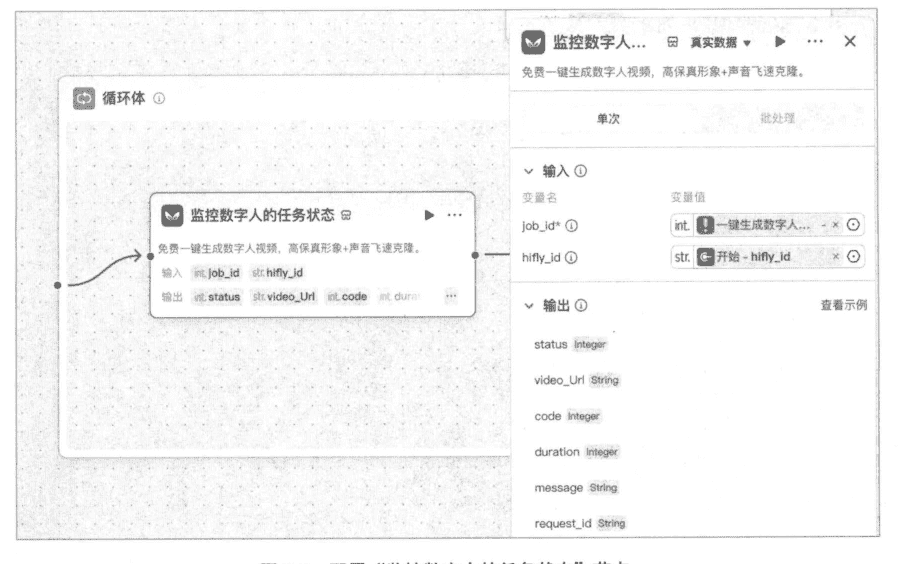 循环体
监控数字人的任务状态
免费一键生成数字人视频，高保真形象+声音飞速克隆。
输入 int.job_id str.hifly_id
输出 int.status str.video_Url int.code int.dura
监控数字人... 真实数据
免费一键生成数字人视频，高保真形象+声音飞速克隆。
单次 批处理
输入
变量名 变量值
job_id* int. 一键生成数字人... -
hifly_id str. 开始 - hifly_id
输出 查看示例
status Integer
video_Url String
code Integer
duration Integer
message String
request_id String